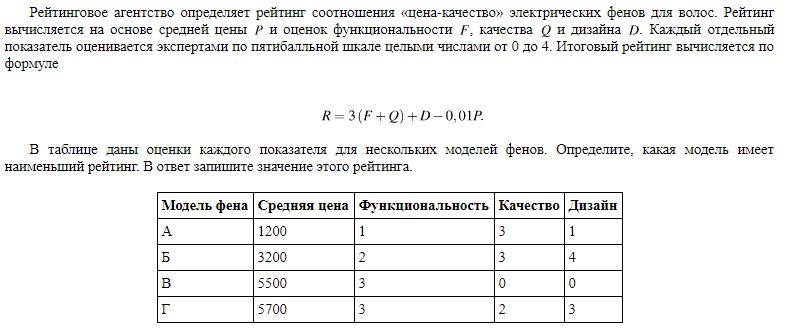 Рейтинговое агентство определяет рейтинг соотношения «цена-качество» электрических фенов для волос. Рейтинг
вычисляется на основе средней цены P и оценок функциональности F, качества Q и дизайна D. Каждый отдельный
показатель оценивается экспертами по пятибалльной шкале целыми числами от 0 до 4. Итоговый рейтинг вычисляется по
формуле
R = 3 (F + Q) + D − 0,01P.
В таблице даны оценки каждого показателя для нескольких моделей фенов. Определите, какая модель имеет
наименьший рейтинг. В ответ запишите значение этого рейтинга.
Модель фена Средняя цена Функциональность Качество Дизайн
А 1200 1 3 1
Б 3200 2 3 4
В 5500 3 0 0
Г 5700 3 2 3